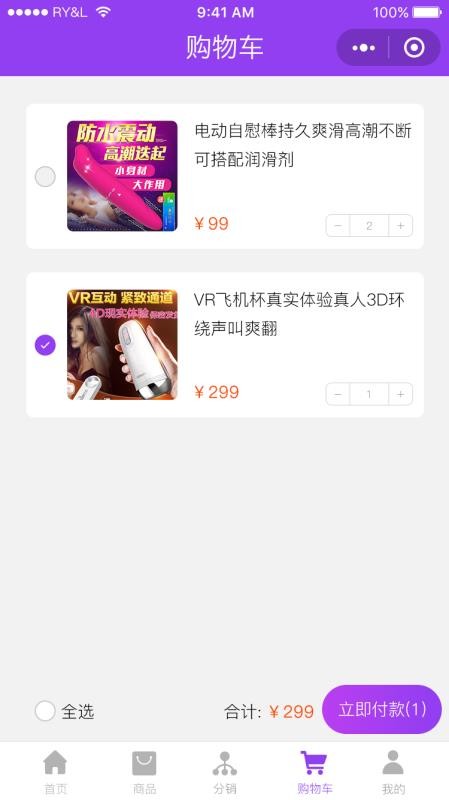 RY&L 9:41 AM 100%
购物车
防水震动
高潮迭起
小身材
大作用
电动自慰棒持久爽滑高潮不断
可搭配润滑剂
¥99
− 2 +
VR互动 紧致通道
4D现实体验
VR飞机杯真实体验真人3D环
绕声叫爽翻
¥299
− 1 +
全选 合计: ¥299 立即付款(1)
首页 商品 分销 购物车 我的